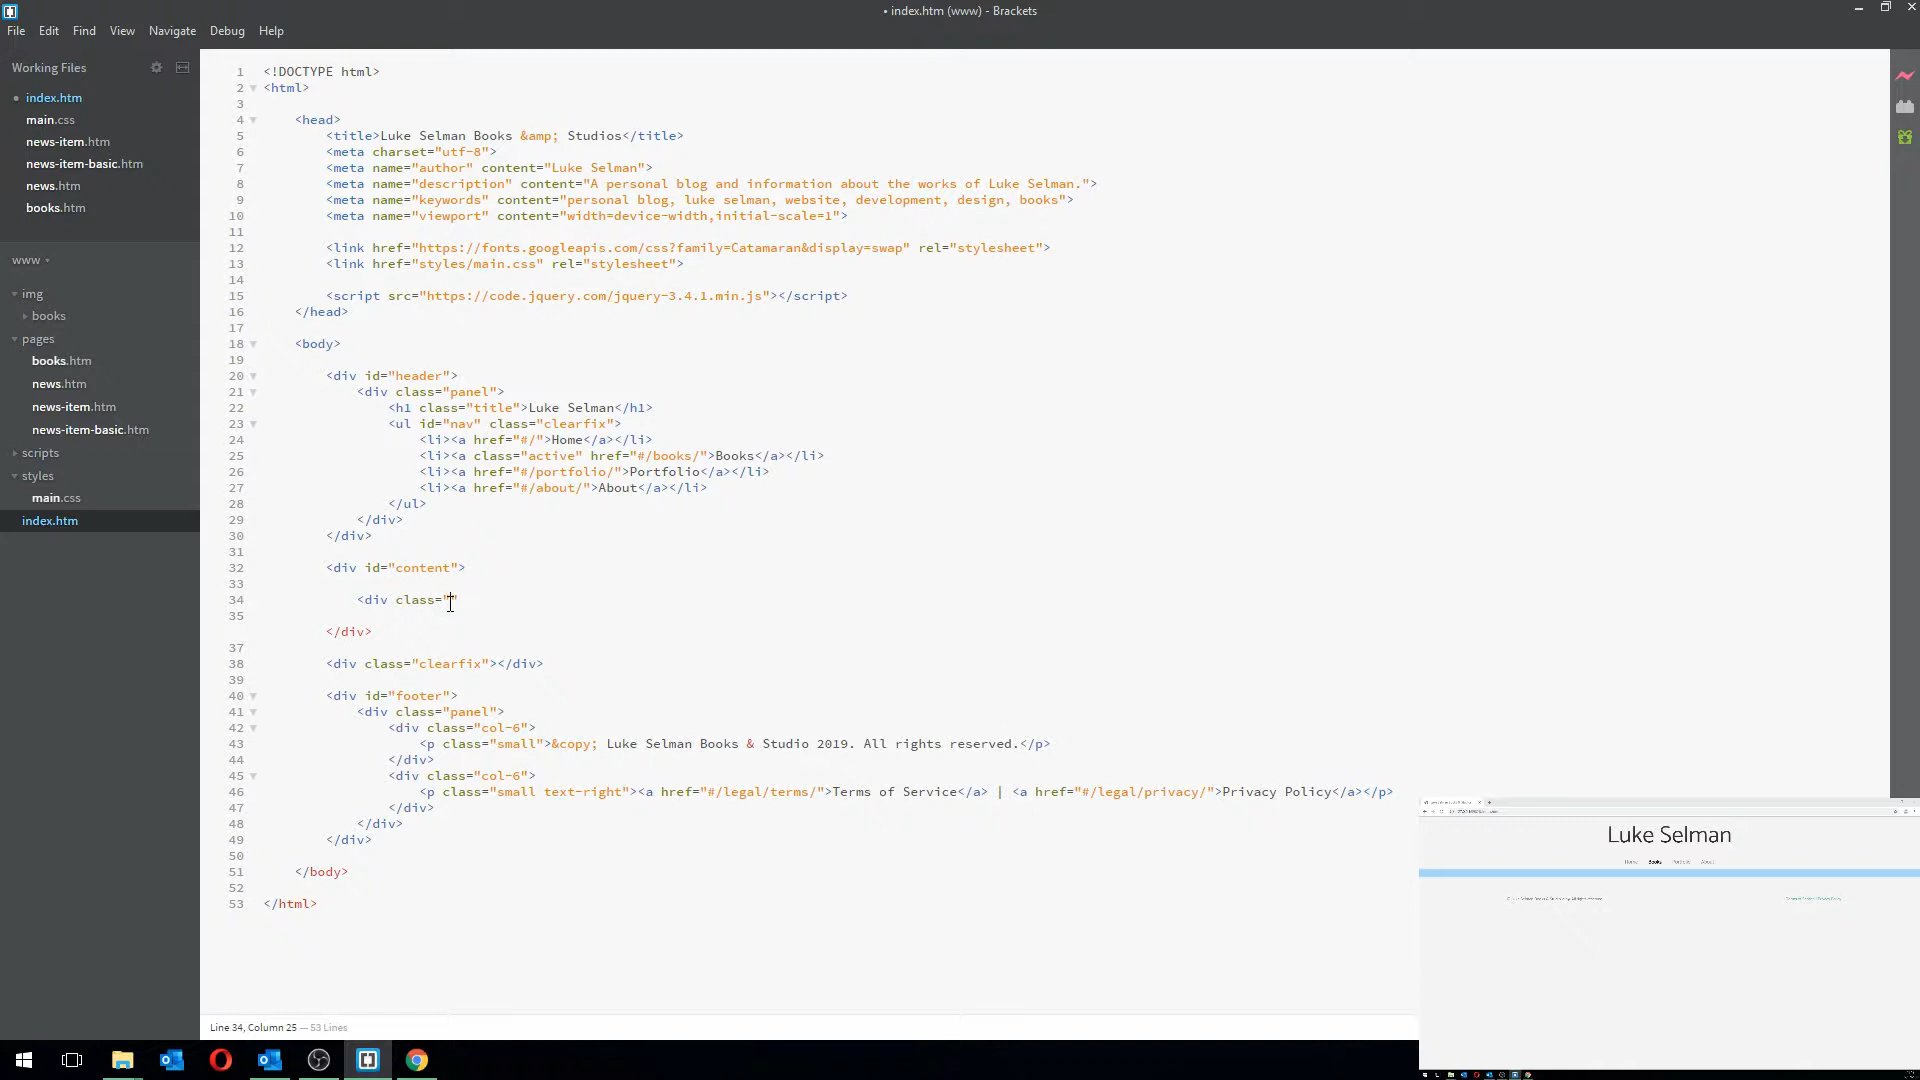 • index.htm (www) - Brackets
File Edit Find View Navigate Debug Help
Working Files
index.htm
main.css
news-item.htm
news-item-basic.htm
news.htm
books.htm
www
img
books
pages
books.htm
news.htm
news-item.htm
news-item-basic.htm
scripts
styles
main.css
index.htm
1 <!DOCTYPE html>
2 <html>
3
4 <head>
5 <title>Luke Selman Books &amp; Studios</title>
6 <meta charset="utf-8">
7 <meta name="author" content="Luke Selman">
8 <meta name="description" content="A personal blog and information about the works of Luke Selman.">
9 <meta name="keywords" content="personal blog, luke selman, website, development, design, books">
10 <meta name="viewport" content="width=device-width,initial-scale=1">
11
12 <link href="https://fonts.googleapis.com/css?family=Catamaran&display=swap" rel="stylesheet">
13 <link href="styles/main.css" rel="stylesheet">
14
15 <script src="https://code.jquery.com/jquery-3.4.1.min.js"></script>
16 </head>
17
18 <body>
19
20 <div id="header">
21 <div class="panel">
22 <h1 class="title">Luke Selman</h1>
23 <ul id="nav" class="clearfix">
24 <li><a href="#/">Home</a></li>
25 <li><a class="active" href="#/books/">Books</a></li>
26 <li><a href="#/portfolio/">Portfolio</a></li>
27 <li><a href="#/about/">About</a></li>
28 </ul>
29 </div>
30 </div>
31
32 <div id="content">
33
34 <div class=""
35
</div>
37
38 <div class="clearfix"></div>
39
40 <div id="footer">
41 <div class="panel">
42 <div class="col-6">
43 <p class="small">&copy; Luke Selman Books & Studio 2019. All rights reserved.</p>
44 </div>
45 <div class="col-6">
46 <p class="small text-right"><a href="#/legal/terms/">Terms of Service</a> | <a href="#/legal/privacy/">Privacy Policy</a></p>
47 </div>
48 </div>
49 </div>
50
51 </body>
52
53 </html>
Line 34, Column 25 — 53 Lines
Luke Selman
Home Books Portfolio About